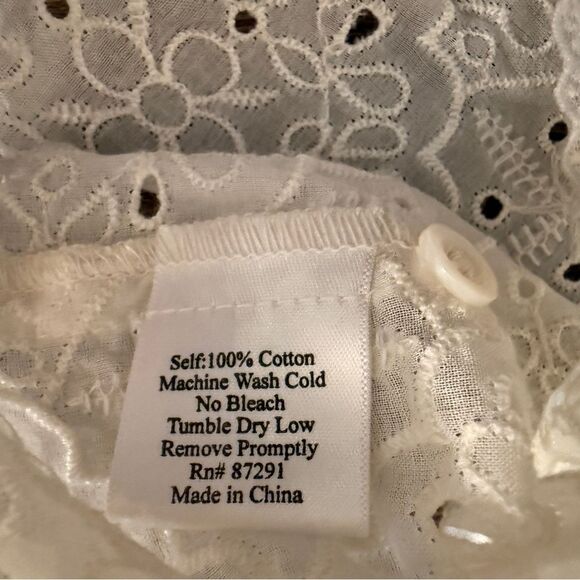 Self:100% Cotton
Machine Wash Cold
No Bleach
Tumble Dry Low
Remove Promptly
Rn# 87291
Made in China